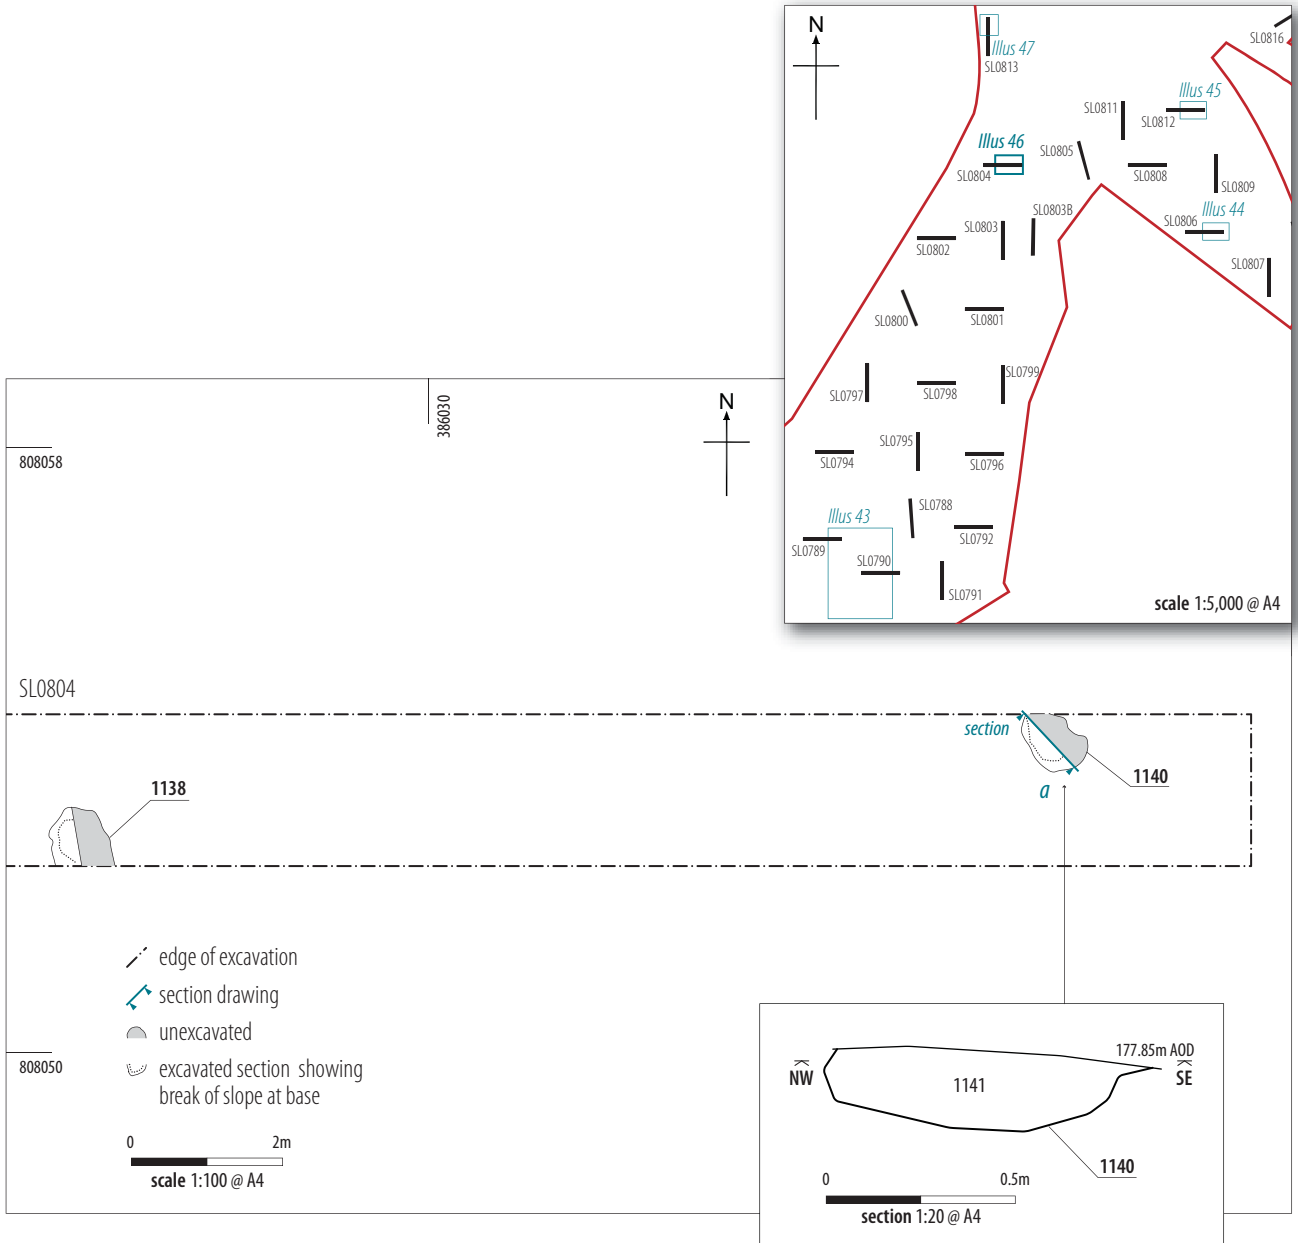 N
Illus 47
SL0813
SL0816
Illus 45
SL0811
SL0812
Illus 46
SL0805
SL0804
SL0808
SL0809
SL0803B
Illus 44
SL0803
SL0806
SL0802
SL0807
SL0800
SL0801
SL0799
SL0797
SL0798
SL0795
SL0794
SL0796
SL0788
Illus 43
SL0792
SL0789
SL0790
SL0791
scale 1:5,000 @ A4
386030
N
808058
SL0804
section
1140
a
1138
edge of excavation
section drawing
unexcavated
excavated section showing
break of slope at base
808050
0 2m
scale 1:100 @ A4
177.85m AOD
NW
SE
1141
1140
0 0.5m
section 1:20 @ A4